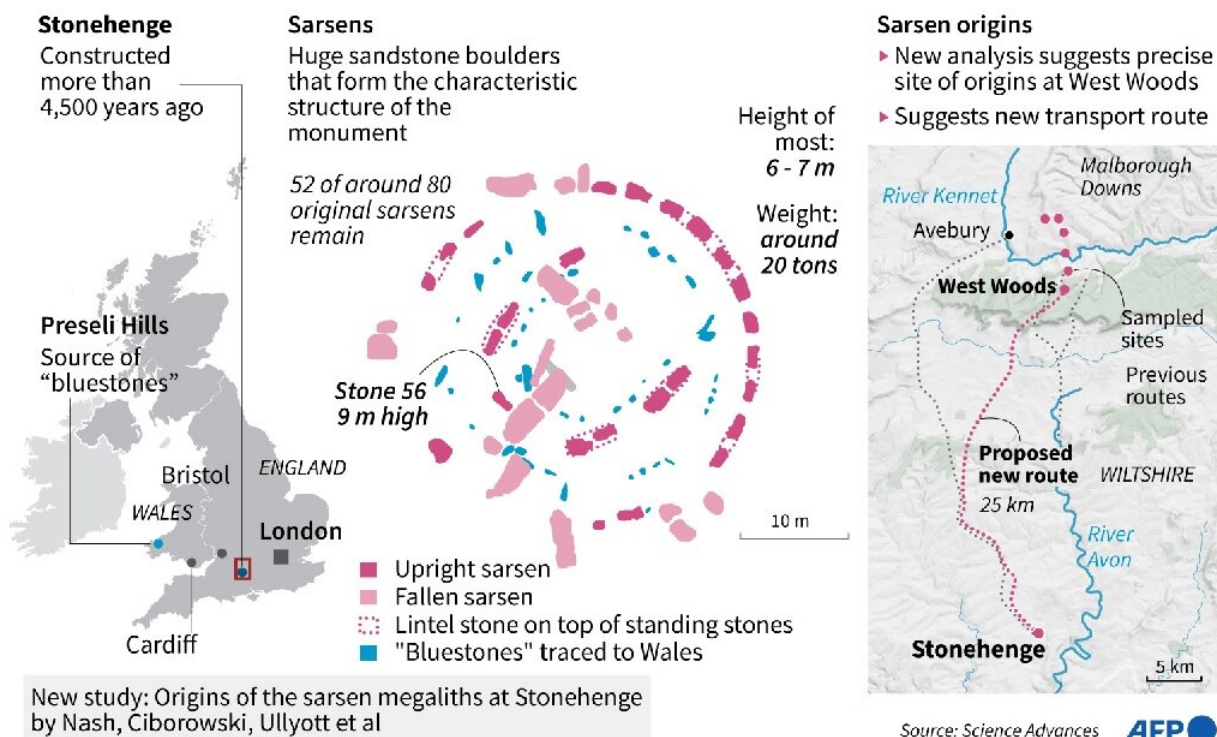 Stonehenge
Constructed
more than
4,500 years ago
Sarsens
Huge sandstone boulders
that form the characteristic
structure of the
monument
52 of around 80
original sarsens
remain
Height of
most:
6 - 7 m
Weight:
around
20 tons
Stone 56
9 m high
10 m
Preseli Hills
Source of
"bluestones"
Bristol
ENGLAND
WALES
London
Cardiff
Upright sarsen
Fallen sarsen
Lintel stone on top of standing stones
"Bluestones" traced to Wales
Sarsen origins
New analysis suggests precise
site of origins at West Woods
Suggests new transport route
Malborough
Downs
River Kennet
Avebury
West Woods
Sampled
sites
Previous
routes
Proposed
new route
25 km
WILTSHIRE
River
Avon
Stonehenge
5 km
New study: Origins of the sarsen megaliths at Stonehenge
by Nash, Ciborowski, Ullyott et al
Source: Science Advances
AFP